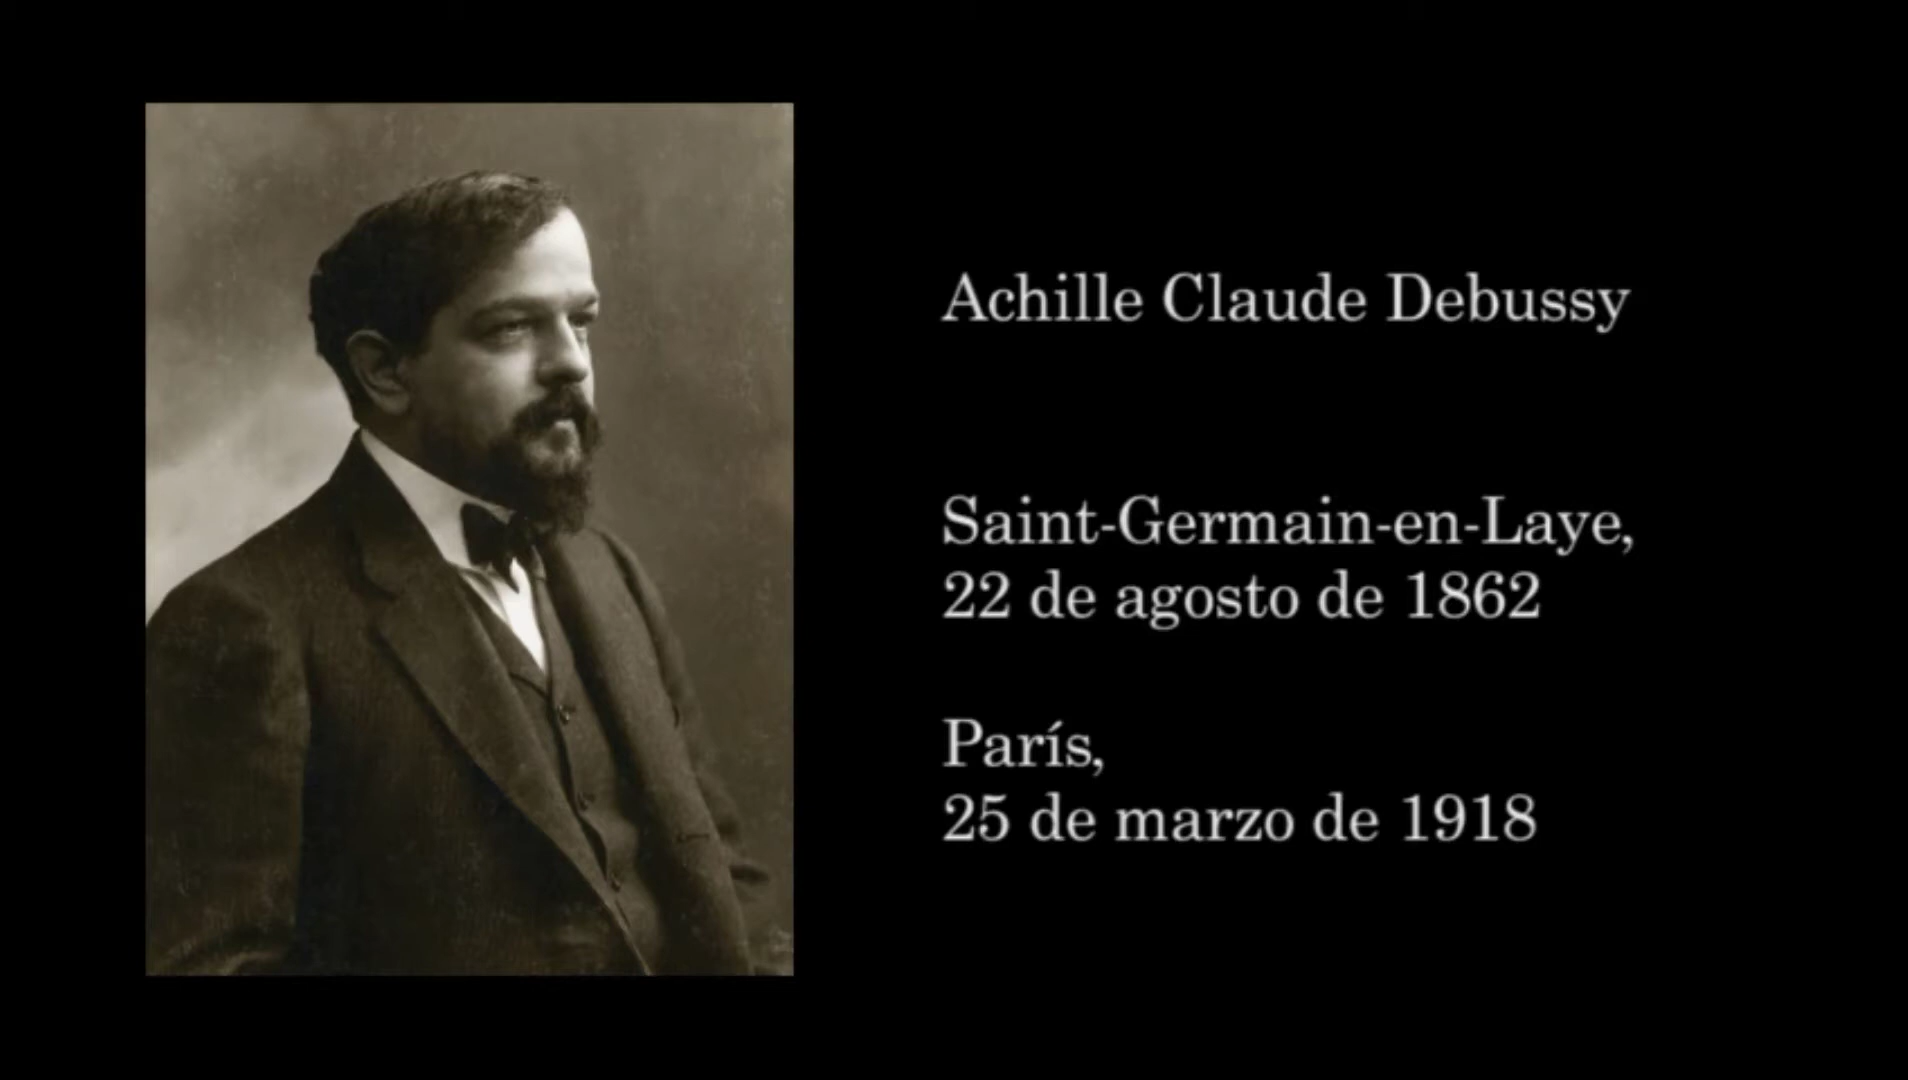 Achille Claude Debussy
Saint-Germain-en-Laye,
22 de agosto de 1862
París,
25 de marzo de 1918